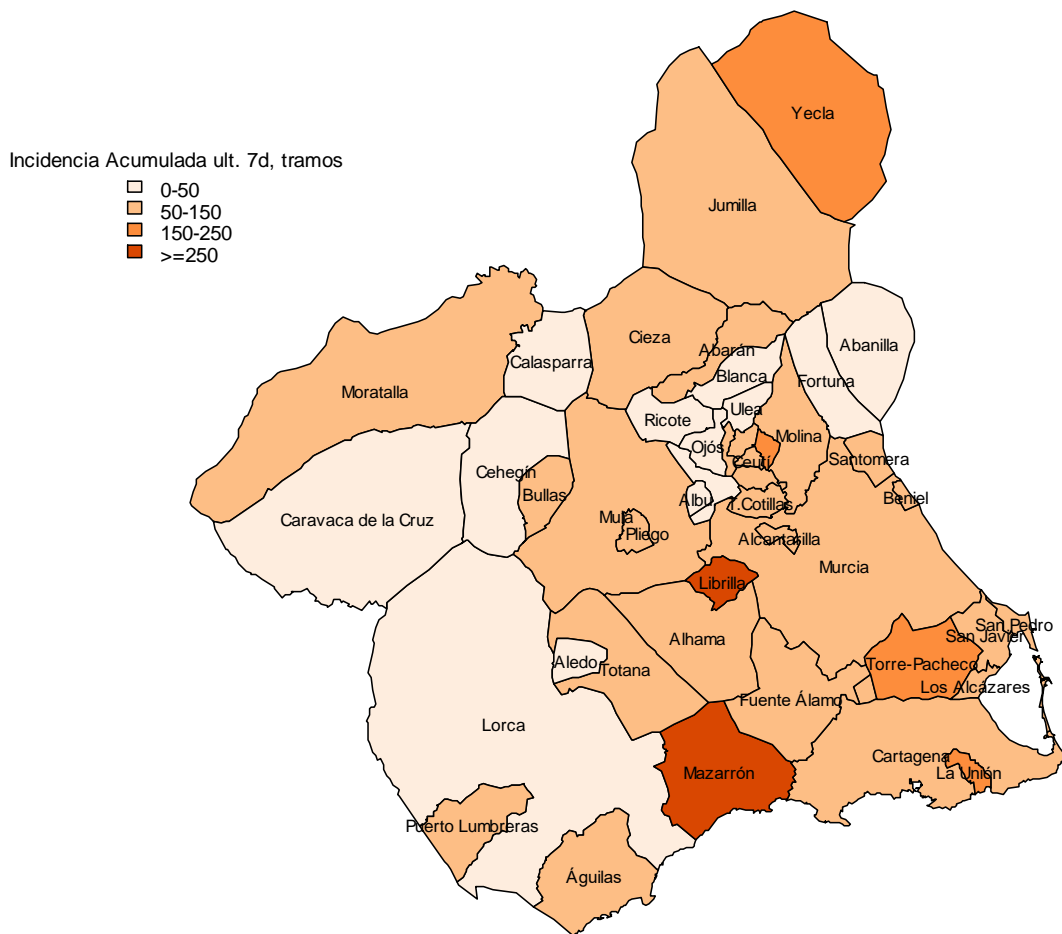 Yecla
Incidencia Acumulada ult. 7d, tramos
0-50
50-150
150-250
>=250
Jumilla
Cieza
Abarán
Abanilla
Calasparra
Blanca
Fortuna
Moratalla
Ricote
Ulea
Molina
Ojós
Ceutí
Santomera
Cehegín
Bullas
Albu
T.Cotillas
Beniel
Caravaca de la Cruz
Mula
Pliego
Alcantarilla
Murcia
Librilla
San Pedro
San Javier
Alhama
Aledo
Totana
Torre-Pacheco
Los Alcázares
Fuente Álamo
Lorca
Cartagena
Mazarrón
La Unión
Puerto Lumbreras
Águilas